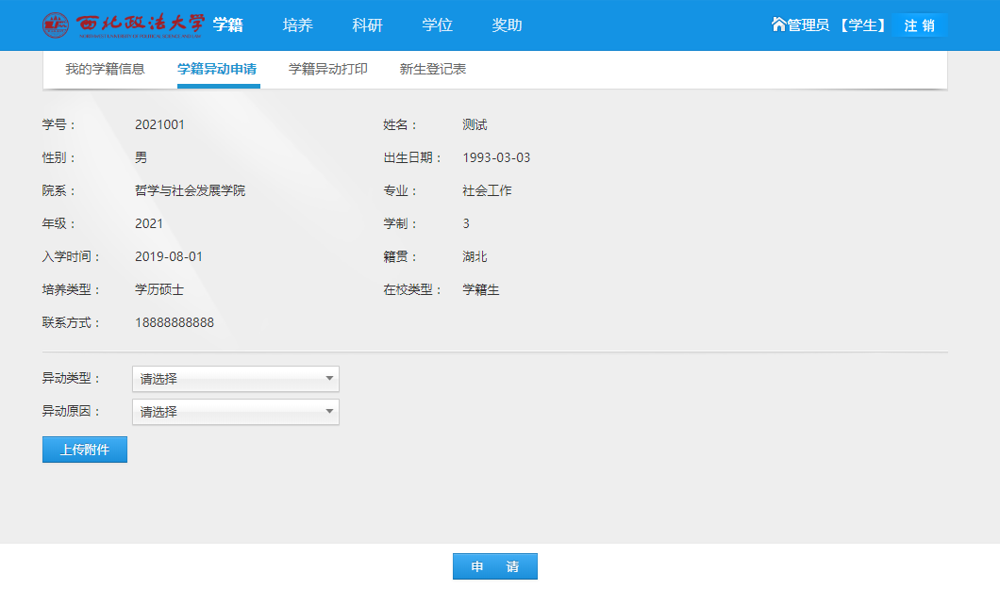 西北政法大学 学籍 培养 科研 学位 奖助 管理员 【学生】 注 销
我的学籍信息 学籍异动申请 学籍异动打印 新生登记表
学号： 2021001 姓名： 测试
性别： 男 出生日期： 1993-03-03
院系： 哲学与社会发展学院 专业： 社会工作
年级： 2021 学制： 3
入学时间： 2019-08-01 籍贯： 湖北
培养类型： 学历硕士 在校类型： 学籍生
联系方式： 18888888888
异动类型： 请选择
异动原因： 请选择
上传附件
申 请